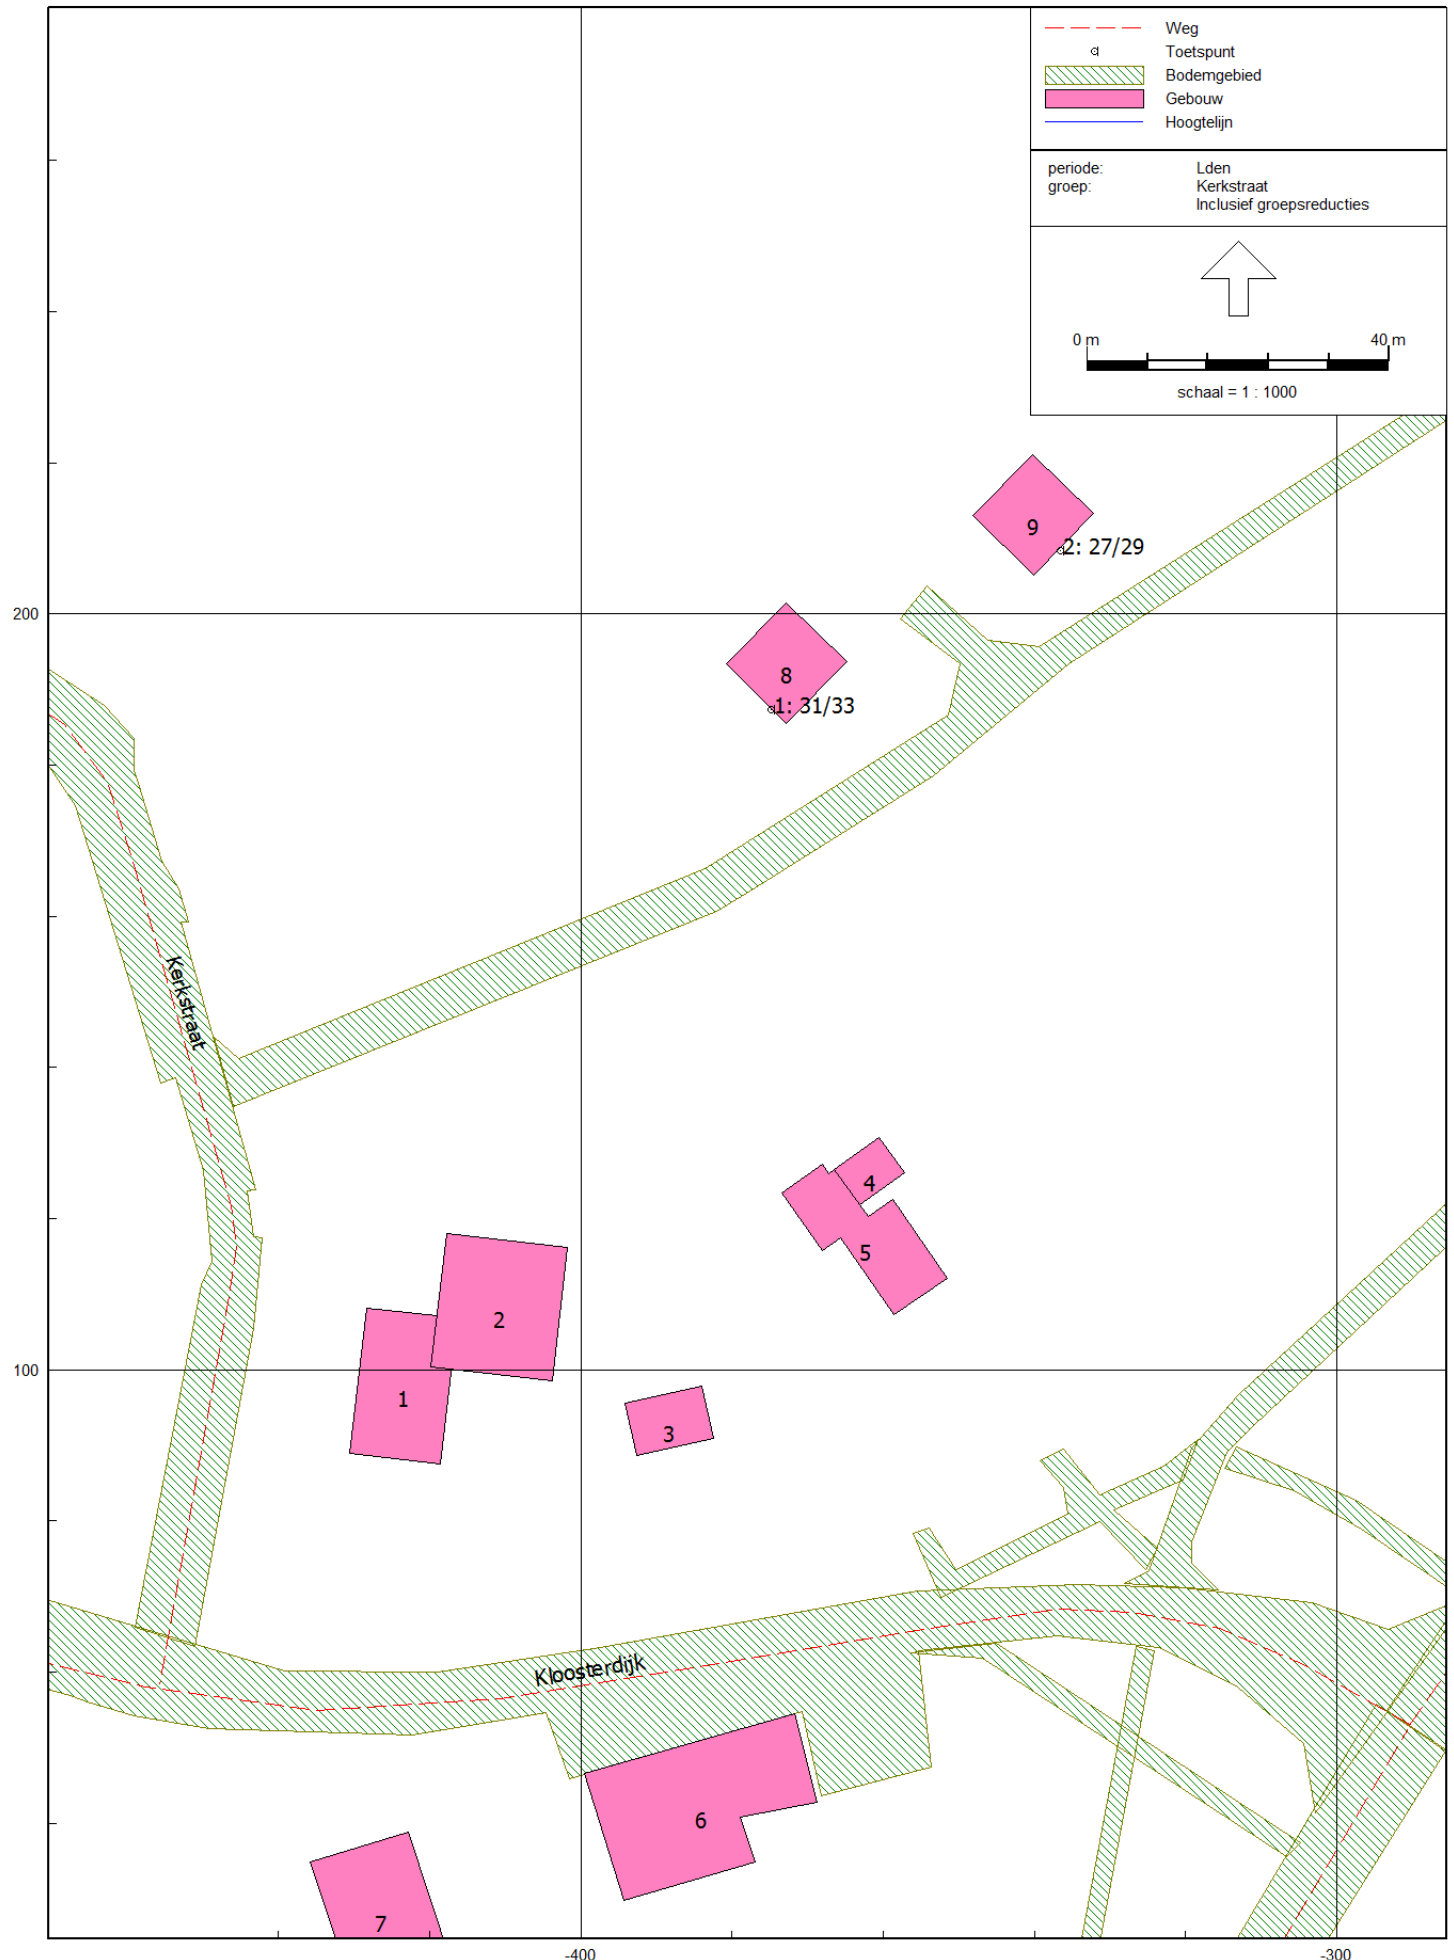 Weg
Toetspunt
Bodemgebied
Gebouw
Hoogtelijn
periode: Lden
groep: Kerkstraat
Inclusief groepsreducties
0 m 40 m
schaal = 1 : 1000
9
2: 27/29
200
8
1: 31/33
Kerkstraat
4
5
2
100
1
3
Kloosterdijk
6
7
-400 -300